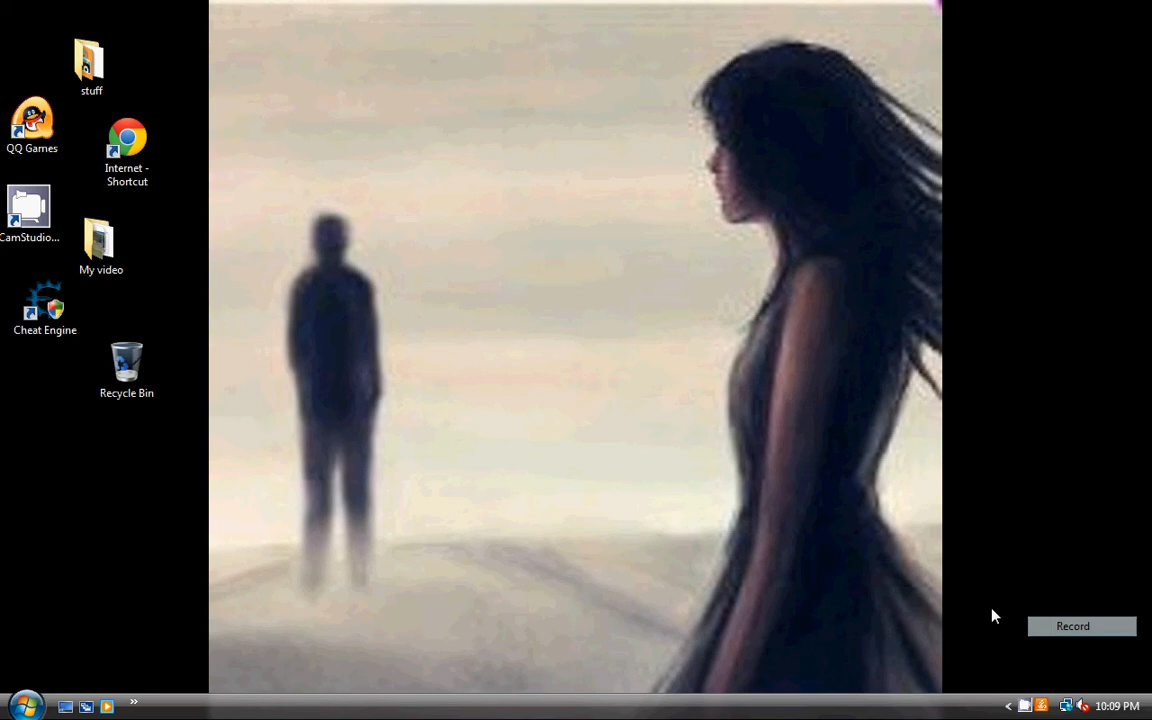 stuff
QQ Games
Internet -
Shortcut
CamStudio...
My video
Cheat Engine
Recycle Bin
Record
10:09 PM